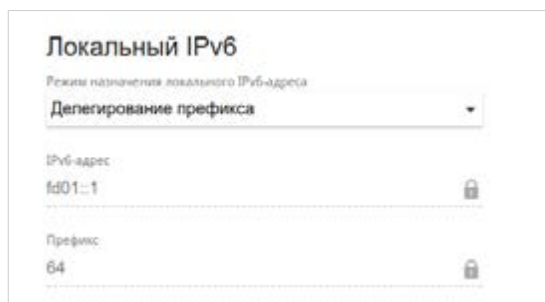 Локальный IPv6
Режим назначения локального IPv6-адреса
Делегирование префикса
IPv6-адрес
fd01::1
Префикс
64